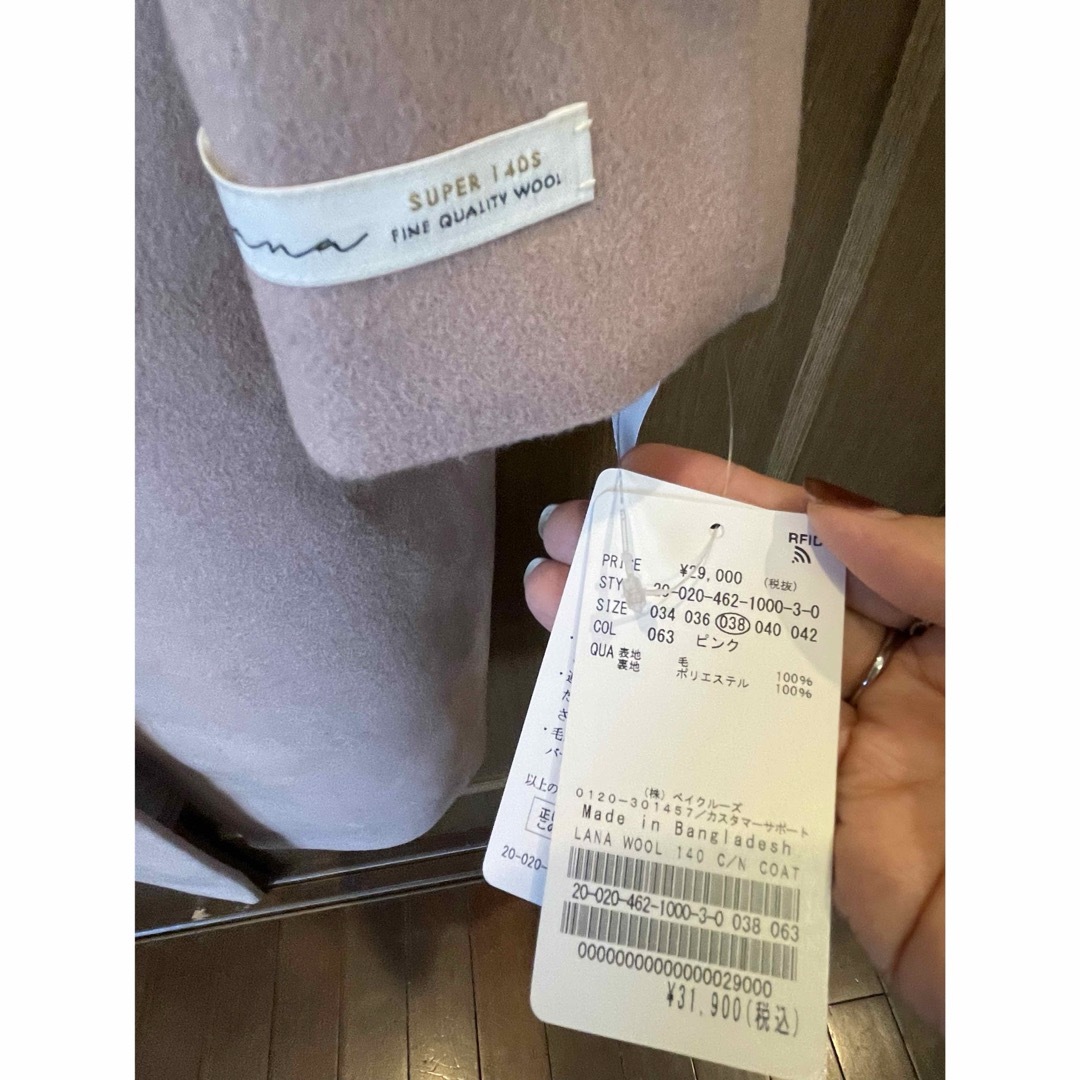 SUPER 140S
FINE QUALITY WOOL
RFID
PRICE ¥29,000 (税抜)
STY 20-020-462-1000-3-0
SIZE 034 036 038 040 042
COL 063 ピンク
QUA 表地 毛 100%
裏地 ポリエステル 100%
(株) ベイクルーズ
0120-301457/カスタマーサポート
Made in Bangladesh
LANA WOOL 140 C/N COAT
20-020-462-1000-3-0 038 063
00000000000000029000
¥31,900(税込)
以上の
20-020-